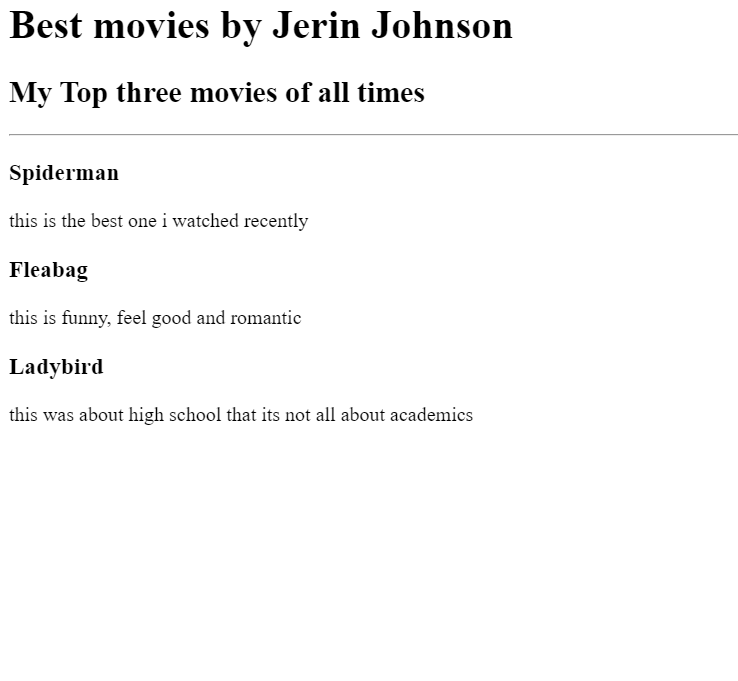 Best movies by Jerin Johnson
My Top three movies of all times
Spiderman
this is the best one i watched recently
Fleabag
this is funny, feel good and romantic
Ladybird
this was about high school that its not all about academics